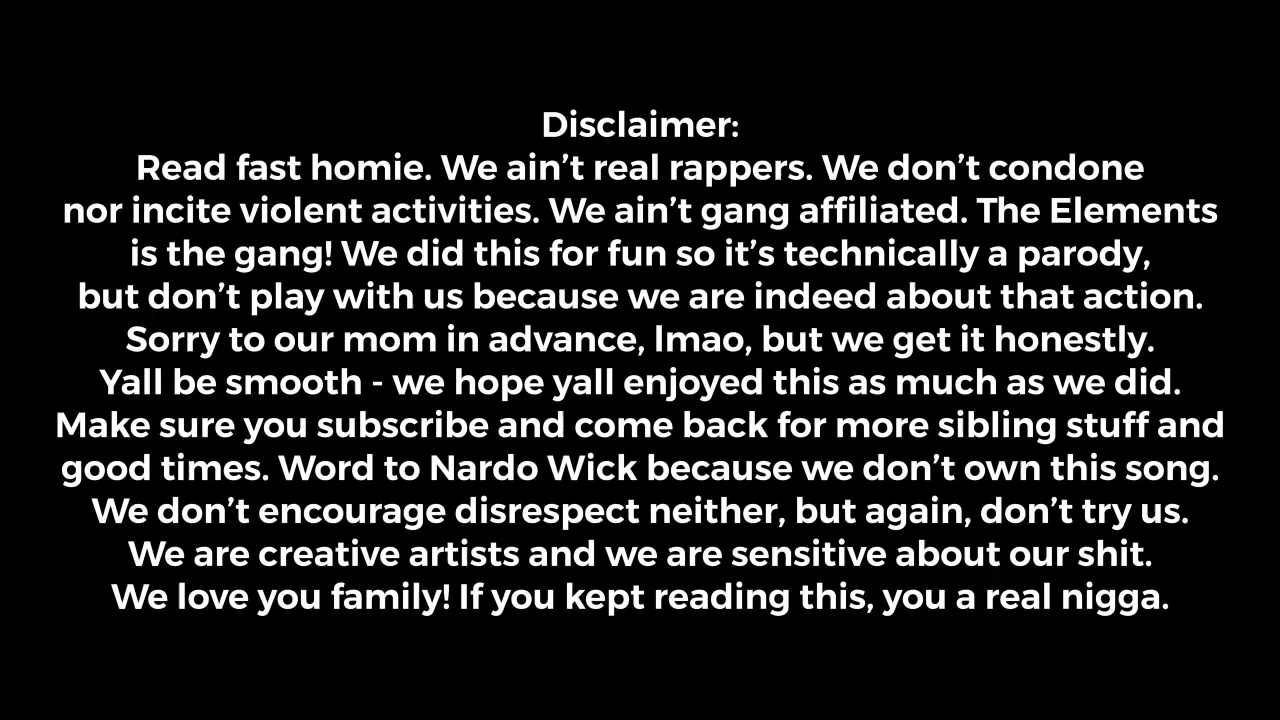 Disclaimer:
Read fast homie. We ain’t real rappers. We don’t condone
nor incite violent activities. We ain’t gang affiliated. The Elements
is the gang! We did this for fun so it’s technically a parody,
but don’t play with us because we are indeed about that action.
Sorry to our mom in advance, lmao, but we get it honestly.
Yall be smooth - we hope yall enjoyed this as much as we did.
Make sure you subscribe and come back for more sibling stuff and
good times. Word to Nardo Wick because we don’t own this song.
We don’t encourage disrespect neither, but again, don’t try us.
We are creative artists and we are sensitive about our shit.
We love you family! If you kept reading this, you a real nigga.